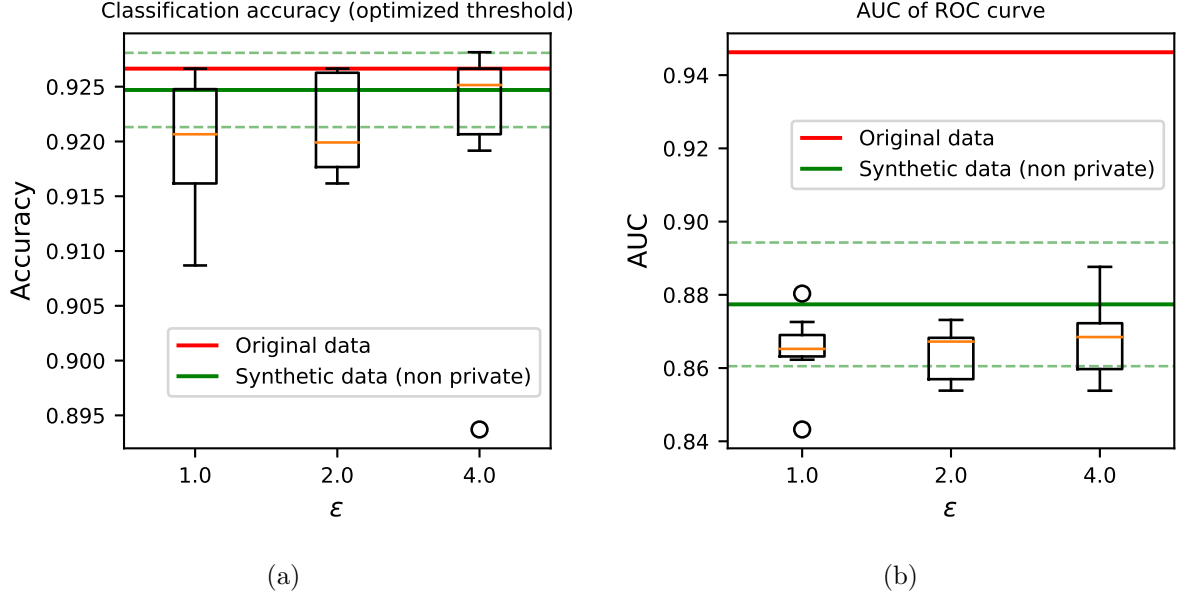 Classification accuracy (optimized threshold)
0.925
0.920
0.915
0.910
0.905
0.900
0.895
Accuracy
Original data
Synthetic data (non private)
1.0
2.0
4.0
ε
(a)
AUC of ROC curve
0.94
0.92
0.90
0.88
0.86
0.84
AUC
Original data
Synthetic data (non private)
1.0
2.0
4.0
ε
(b)